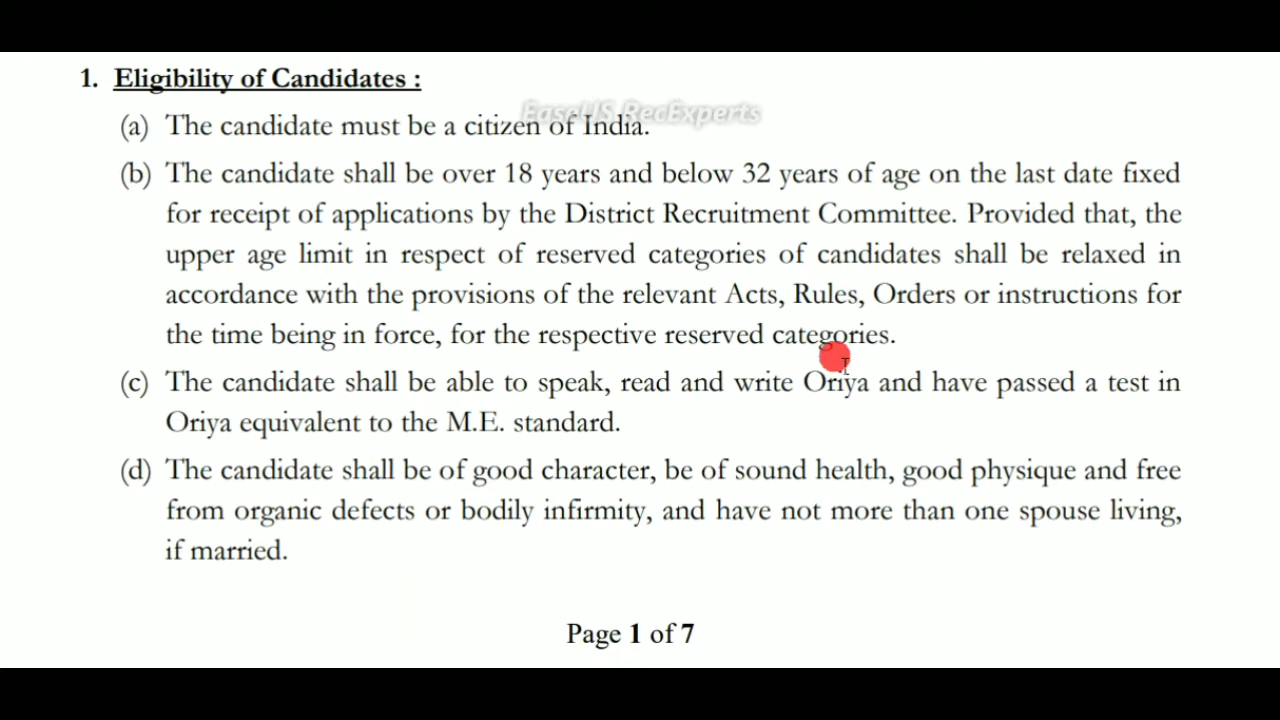 1. Eligibility of Candidates :
EaseUS RecExperts
(a) The candidate must be a citizen of India.
(b) The candidate shall be over 18 years and below 32 years of age on the last date fixed
for receipt of applications by the District Recruitment Committee. Provided that, the
upper age limit in respect of reserved categories of candidates shall be relaxed in
accordance with the provisions of the relevant Acts, Rules, Orders or instructions for
the time being in force, for the respective reserved categories.
(c) The candidate shall be able to speak, read and write Oriya and have passed a test in
Oriya equivalent to the M.E. standard.
(d) The candidate shall be of good character, be of sound health, good physique and free
from organic defects or bodily infirmity, and have not more than one spouse living,
if married.
Page 1 of 7